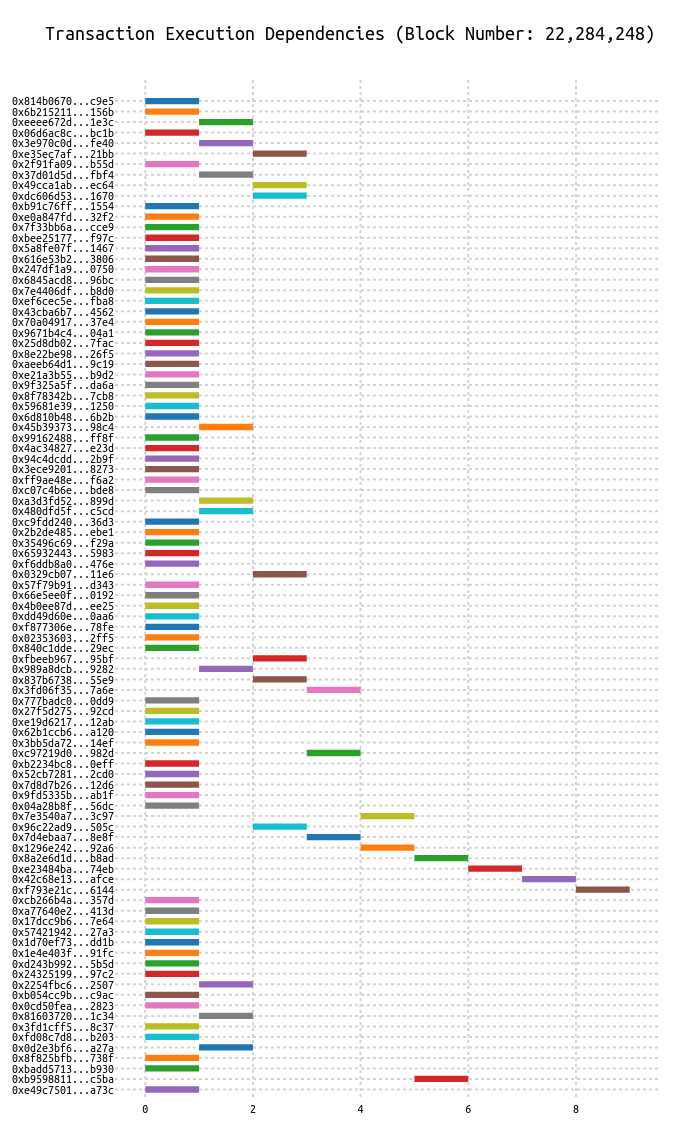 Transaction Execution Dependencies (Block Number: 22,284,248)
0x814b0670...c9e5
0x6b215211...156b
0xeeee672d...1e3c
0x06d6ac8c...bc1b
0x3e970c0d...fe40
0xe35ec7af...21bb
0x2f91fa09...b55d
0x37d01d5d...fbf4
0x49cca1ab...ec64
0xdc606d53...1670
0xb91c76ff...1554
0xe0a847fd...32f2
0x7f33bb6a...cce9
0xbee25177...f97c
0x5a8fe07f...1467
0x616e53b2...3806
0x247df1a9...0750
0x6845acd8...96bc
0x7e4406df...b8d0
0xef6cec5e...fba8
0x43cba6b7...4562
0x70a04917...37e4
0x9671b4c4...04a1
0x25d8db02...7fac
0x8e22be98...26f5
0xaeeb64d1...9c19
0xe21a3b55...b9d2
0x9f325a5f...da6a
0x8f78342b...7cb8
0x59681e39...1250
0x6d810b48...6b2b
0x45b39373...98c4
0x99162488...ff8f
0x4ac34827...e23d
0x94c4dcdd...2b9f
0x3ece9201...8273
0xff9ae48e...f6a2
0xc07c4b6e...bde8
0xa3d3fd52...899d
0x480dfd5f...c5cd
0xc9fdd240...36d3
0x2b2de485...ebe1
0x35496c69...f29a
0x65932443...5983
0xf6ddb8a0...476e
0x0329cb07...11e6
0x57f79b91...d343
0x66e5ee0f...0192
0x4b0ee87d...ee25
0xdd49d60e...0aa6
0xf877306e...78fe
0x02353603...2ff5
0x840c1dde...29ec
0xfbeeb967...95bf
0x989a8dcb...9282
0x837b6738...55e9
0x3fd06f35...7a6e
0x777badc0...0dd9
0x27f5d275...92cd
0xe19d6217...12ab
0x62b1ccb6...a120
0x3bb5da72...14ef
0xc97219d0...982d
0xb2234bc8...0eff
0x52cb7281...2cd0
0x7d8d7b26...12d6
0x9fd5335b...ab1f
0x04a28b8f...56dc
0x7e3540a7...3c97
0x96c22ad9...505c
0x7d4ebaa7...8e8f
0x1296e242...92a6
0x8a2e6d1d...b8ad
0xe23484ba...74eb
0x42c68e13...afce
0xf793e21c...6144
0xcb266b4a...357d
0xa77640e2...413d
0x17dcc9b6...7e64
0x57421942...27a3
0x1d70ef73...dd1b
0x1e4e403f...91fc
0xd243b992...5b5d
0x24325199...97c2
0x2254fbc6...2507
0xb054cc9b...c9ac
0x0cd50fea...2823
0x81603720...1c34
0x3fd1cff5...8c37
0xfd08c7d8...b203
0x0d2e3bf6...a27a
0x8f825bfb...738f
0xbadd5713...b930
0xb9598811...c5ba
0xe49c7501...a73c
0 2 4 6 8